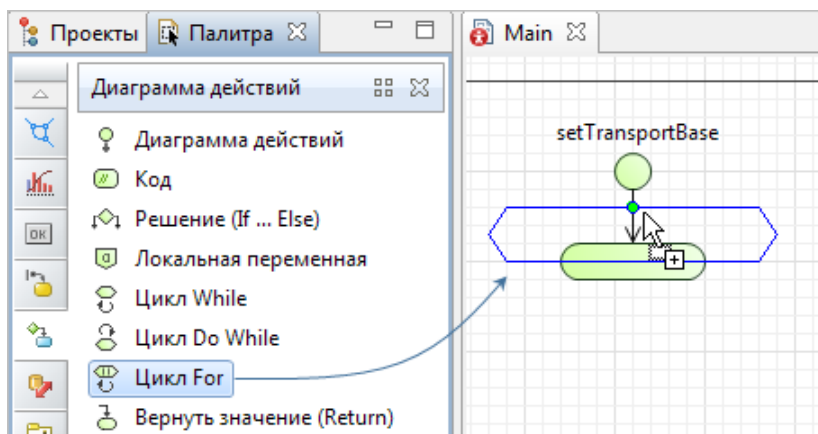 Проекты
Палитра
Main
Диаграмма действий
Диаграмма действий
Код
Решение (If ... Else)
Локальная переменная
Цикл While
Цикл Do While
Цикл For
Вернуть значение (Return)
OK
setTransportBase